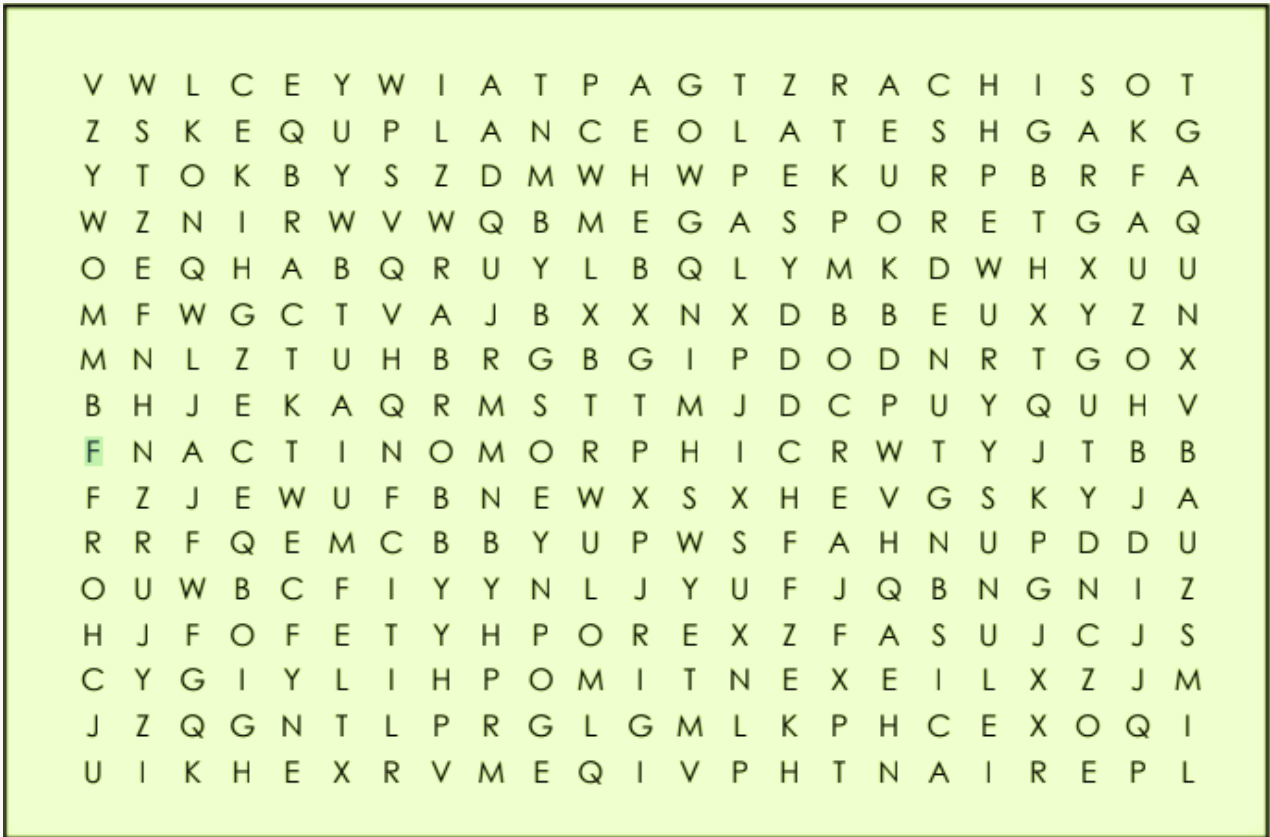 V W L C E Y W I A T P A G T Z R A C H I S O T
Z S K E Q U P L A N C E O L A T E S H G A K G
Y T O K B Y S Z D M W H W P E K U R P B R F A
W Z N I R W V W Q B M E G A S P O R E T G A Q
O E Q H A B Q R U Y L B Q L Y M K D W H X U U
M F W G C T V A J B X X N X D B B E U X Y Z N
M N L Z T U H B R G B G I P D O D N R T G O X
B H J E K A Q R M S T T M J D C P U Y Q U H V
F N A C T I N O M O R P H I C R W T Y J T B B
F Z J E W U F B N E W X S X H E V G S K Y J A
R R F Q E M C B B Y U P W S F A H N U P D D U
O U W B C F I Y Y N L J Y U F J Q B N G N I Z
H J F O F E T Y H P O R E X Z F A S U J C J S
C Y G I Y L I H P O M I T N E X E I L X Z J M
J Z Q G N T L P R G L G M L K P H C E X O Q I
U I K H E X R V M E Q I V P H T N A I R E P L